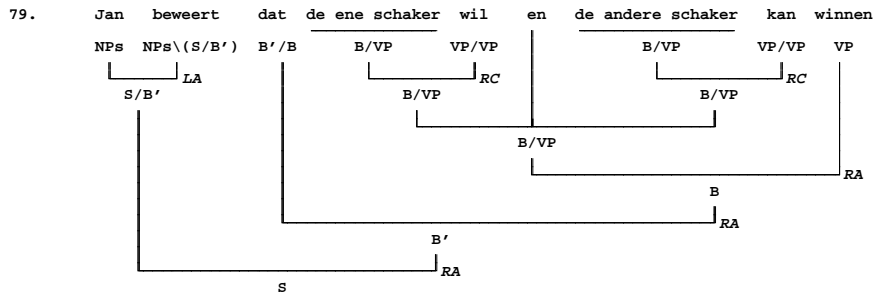 79. Jan beweert dat de ene schaker wil en de andere schaker kan winnen
NPs NPs\(S/B′) B′/B B/VP VP/VP B/VP VP/VP VP
LA RC RC
S/B′ B/VP B/VP
B/VP
RA
B
RA
B′
RA
S